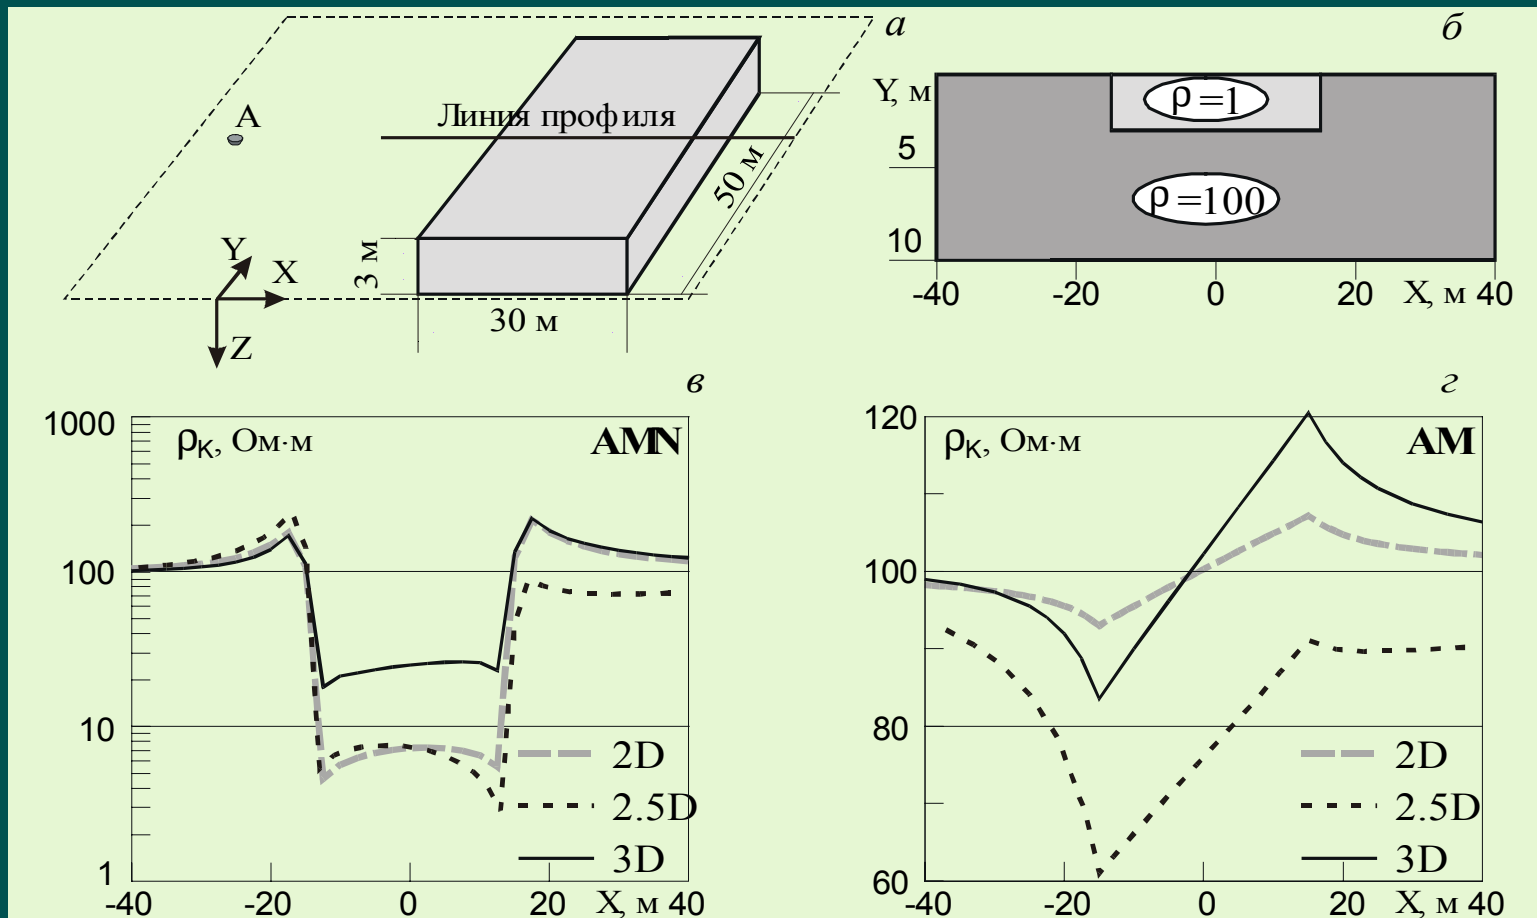 а
А
Линия профиля
50 м
3 м
Y
X
Z
30 м
б
Y, м
ρ=1
5
ρ=100
10
-40 -20 0 20 X, м 40
в
1000
ρK, Ом·м AMN
100
10
2D
2.5D
3D
1
-40 -20 0 20 X, м 40
г
120
ρK, Ом·м AM
100
80
2D
2.5D
3D
60
-40 -20 0 20 X, м 40